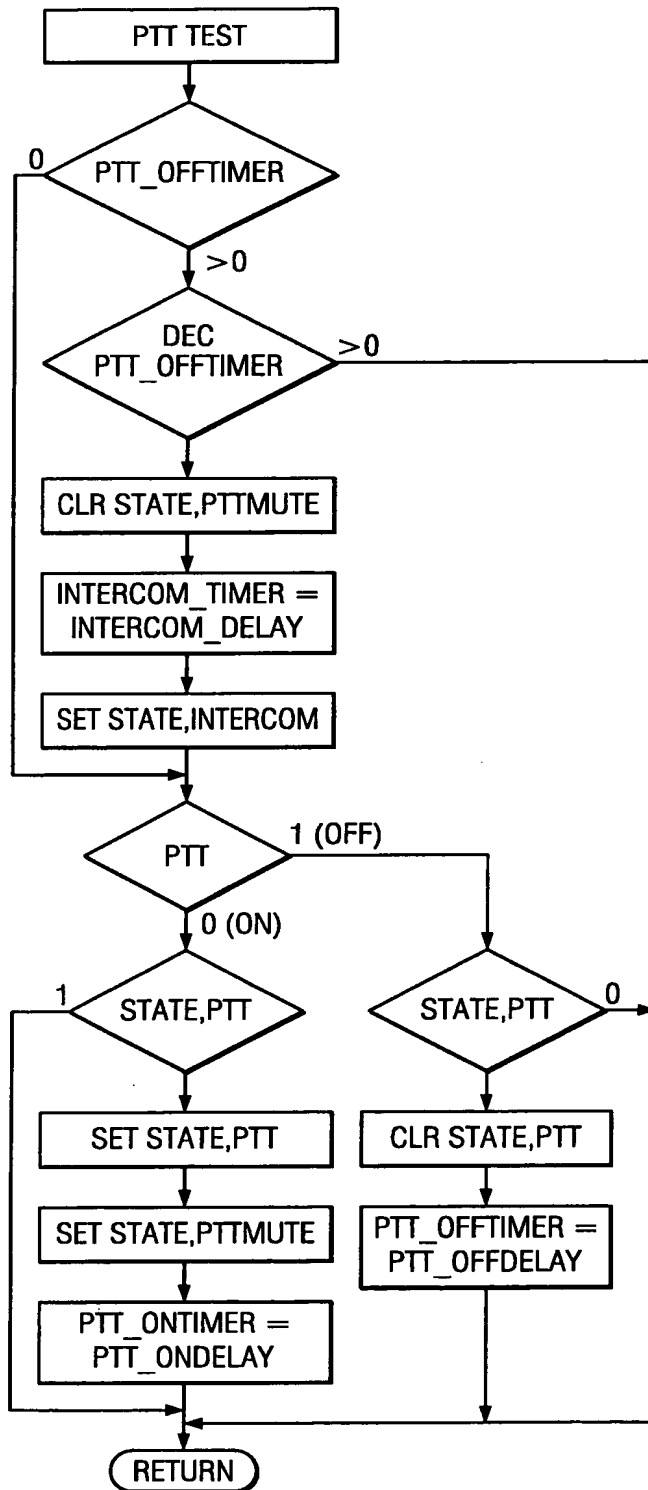 PTT TEST
0
PTT_OFFTIMER
>0
DEC
PTT_OFFTIMER
>0
CLR STATE,PTTMUTE
INTERCOM_TIMER =
INTERCOM_DELAY
SET STATE,INTERCOM
PTT
1 (OFF)
0 (ON)
1
STATE,PTT
STATE,PTT
0
SET STATE,PTT
CLR STATE,PTT
SET STATE,PTTMUTE
PTT_OFFTIMER =
PTT_OFFDELAY
PTT_ONTIMER =
PTT_ONDELAY
RETURN